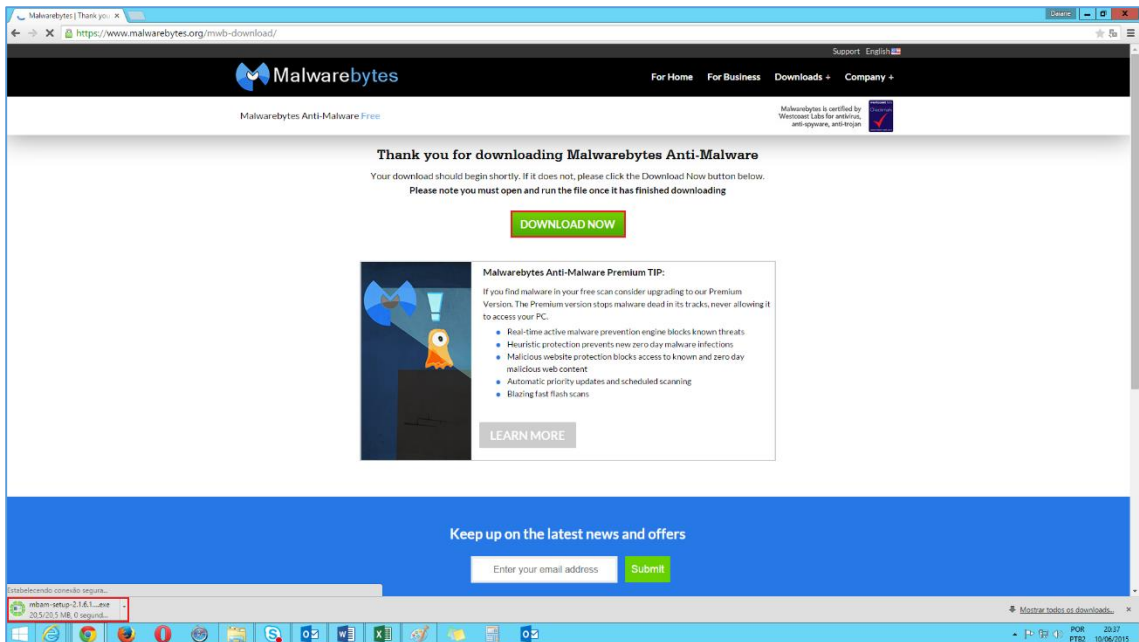 Malwarebytes | Thank you
Daiane
https://www.malwarebytes.org/mwb-download/
Support English
Malwarebytes
For Home For Business Downloads + Company +
Malwarebytes Anti-Malware Free
Malwarebytes is certified by
Westcoast Labs for antivirus,
anti-spyware, anti-trojan
Thank you for downloading Malwarebytes Anti-Malware
Your download should begin shortly. If it does not, please click the Download Now button below.
Please note you must open and run the file once it has finished downloading
DOWNLOAD NOW
Malwarebytes Anti-Malware Premium TIP:
If you find malware in your free scan consider upgrading to our Premium
Version. The Premium version stops malware dead in its tracks, never allowing it
to access your PC.
Real-time active malware prevention engine blocks known threats
Heuristic protection prevents new zero day malware infections
Malicious website protection blocks access to known and zero day
malicious web content
Automatic priority updates and scheduled scanning
Blazing fast flash scans
LEARN MORE
Keep up on the latest news and offers
Enter your email address
Submit
Estabelecendo conexão segura...
mbam-setup-2.1.6.1....exe
20,5/20,5 MB, 0 segund...
Mostrar todos os downloads...
POR
PTB2
20:37
10/06/2015